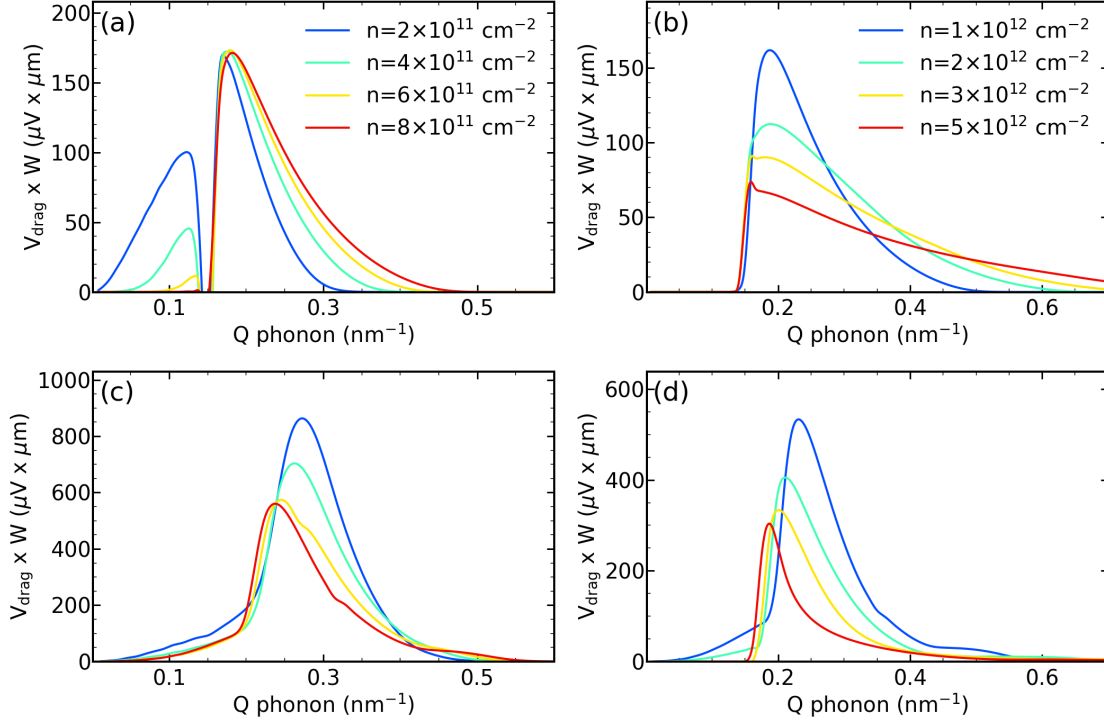 (a)
n=2×10¹¹ cm⁻²
n=4×10¹¹ cm⁻²
n=6×10¹¹ cm⁻²
n=8×10¹¹ cm⁻²
V_drag x W (μV x μm)
200
150
100
50
0
0.1 0.3 0.5
Q phonon (nm⁻¹)
(b)
n=1×10¹² cm⁻²
n=2×10¹² cm⁻²
n=3×10¹² cm⁻²
n=5×10¹² cm⁻²
V_drag x W (μV x μm)
150
100
50
0
0.2 0.4 0.6
Q phonon (nm⁻¹)
(c)
V_drag x W (μV x μm)
1000
800
600
400
200
0
0.1 0.3 0.5
Q phonon (nm⁻¹)
(d)
V_drag x W (μV x μm)
600
400
200
0
0.2 0.4 0.6
Q phonon (nm⁻¹)